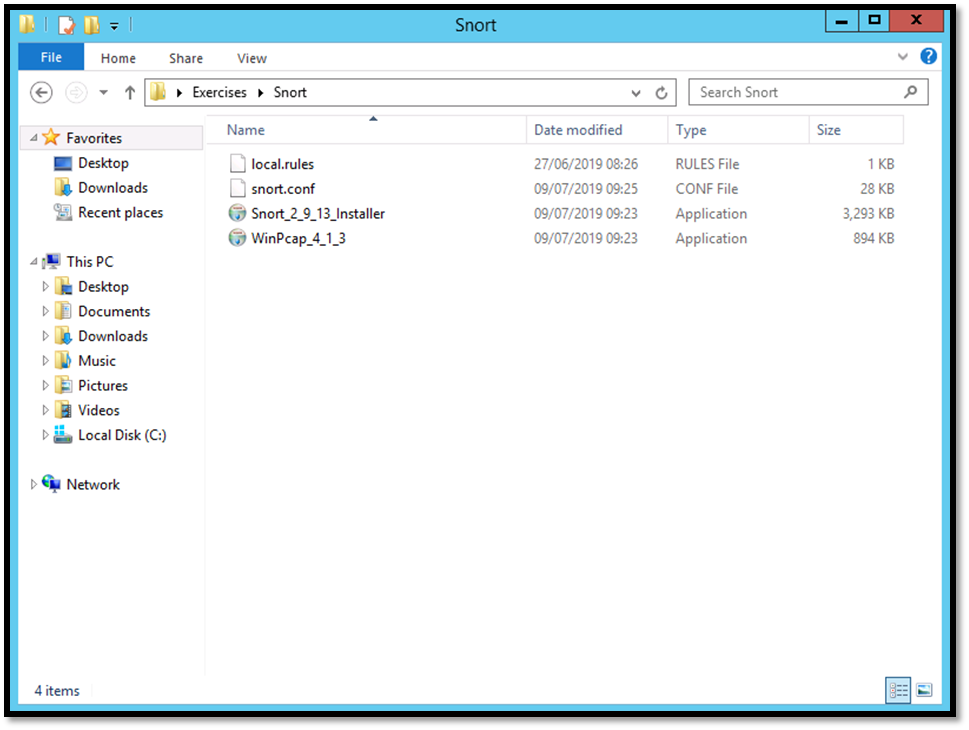 Snort
File Home Share View
Exercises Snort Search Snort
Name Date modified Type Size
Favorites
Desktop
Downloads
Recent places
This PC
Desktop
Documents
Downloads
Music
Pictures
Videos
Local Disk (C:)
Network
local.rules 27/06/2019 08:26 RULES File 1 KB
snort.conf 09/07/2019 09:25 CONF File 28 KB
Snort_2_9_13_Installer 09/07/2019 09:23 Application 3,293 KB
WinPcap_4_1_3 09/07/2019 09:23 Application 894 KB
4 items